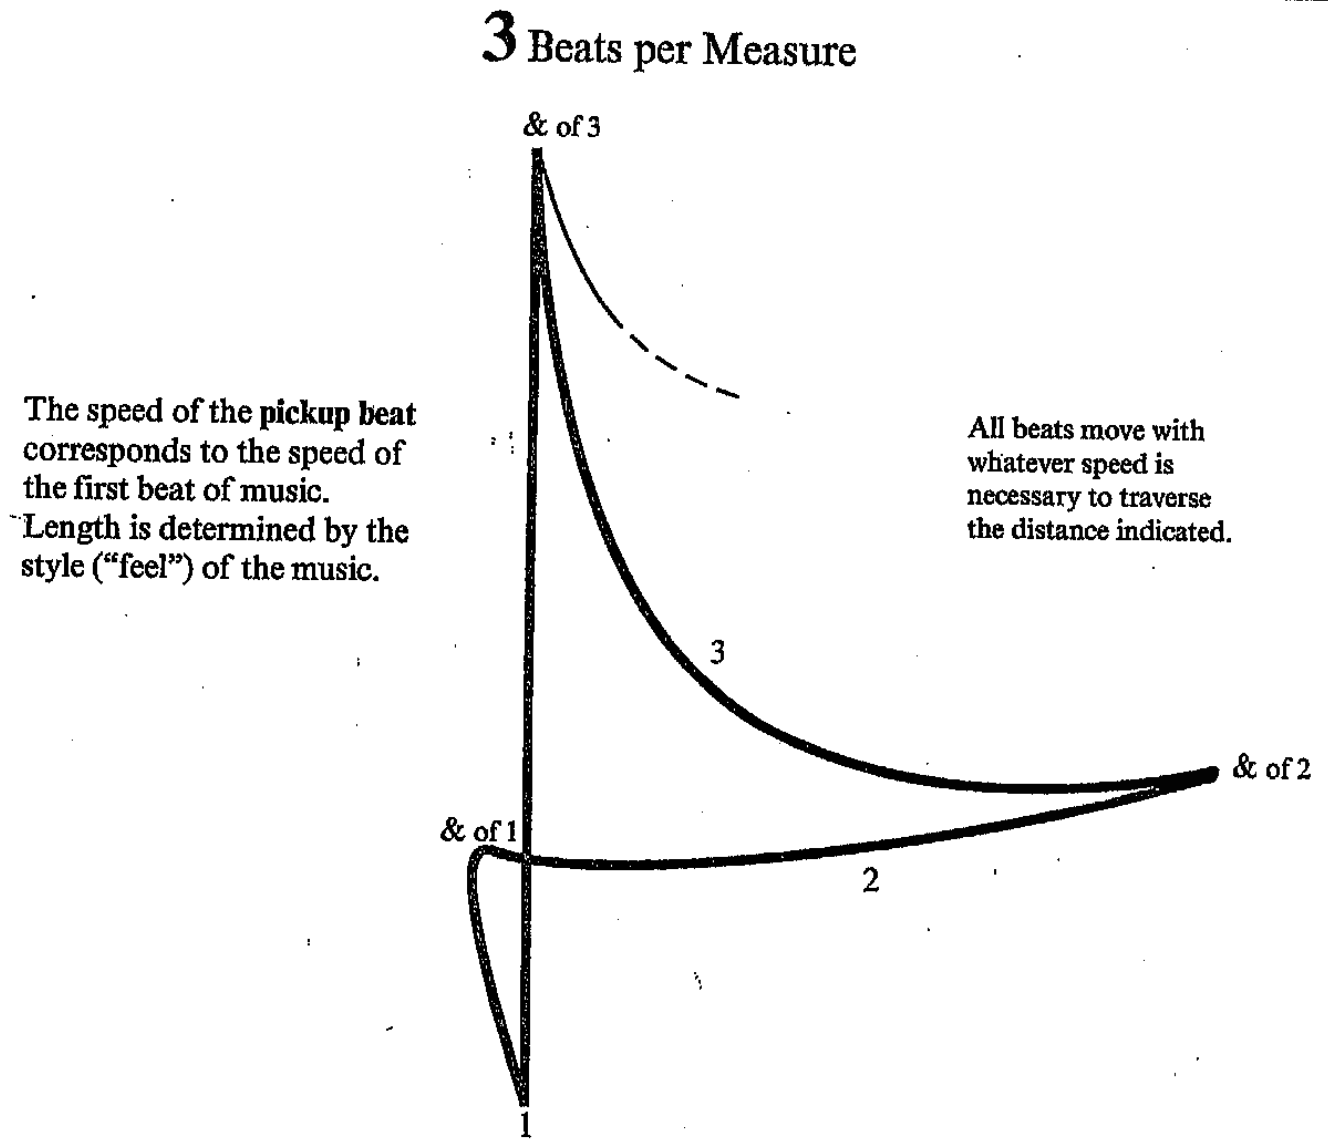 3 Beats per Measure
& of 3
The speed of the pickup beat
corresponds to the speed of
the first beat of music.
Length is determined by the
style (“feel”) of the music.
All beats move with
whatever speed is
necessary to traverse
the distance indicated.
3
& of 2
& of 1
2
1